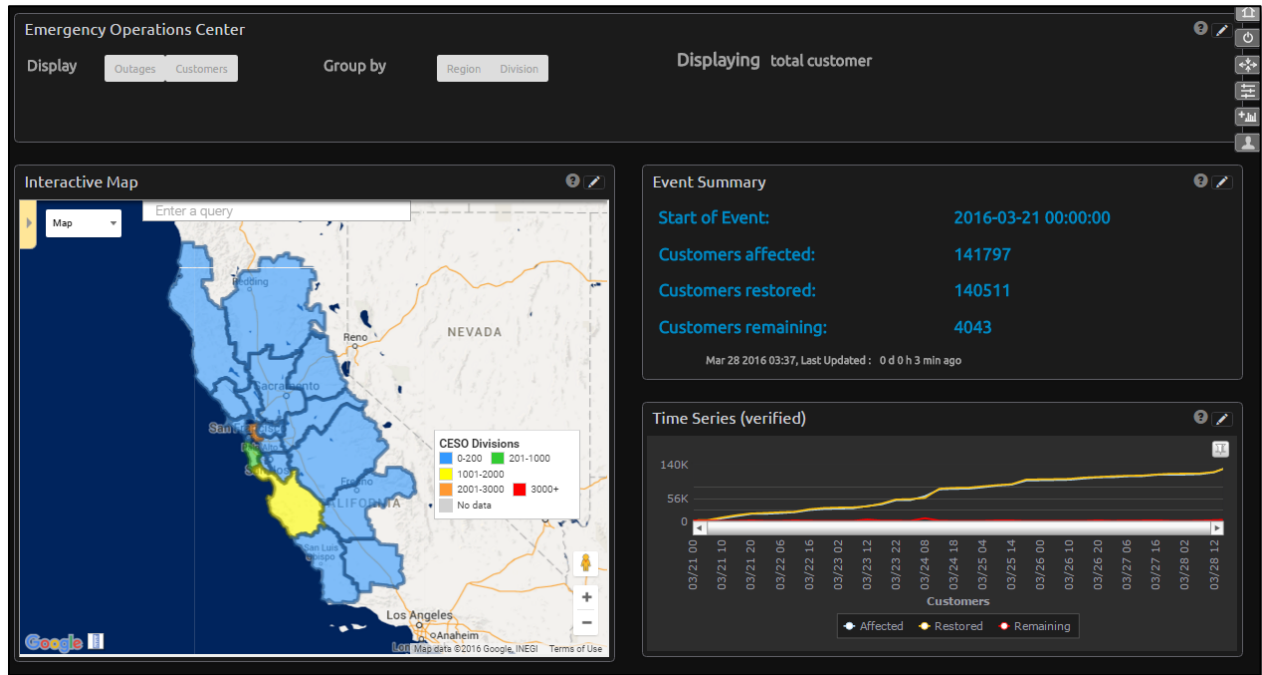 Emergency Operations Center
Display Outages Customers Group by Region Division Displaying total customer
Interactive Map
Map Enter a query
Redding
Reno
NEVADA
Sacramento
San Francisco
Fresno
CALIFORNIA
San Luis
Obispo
Los Angeles
Anaheim
CESO Divisions
0-200 201-1000
1001-2000
2001-3000 3000+
No data
Google
Map data ©2016 Google, INEGI Terms of Use
Event Summary
Start of Event: 2016-03-21 00:00:00
Customers affected: 141797
Customers restored: 140511
Customers remaining: 4043
Mar 28 2016 03:37, Last Updated : 0 d 0 h 3 min ago
Time Series (verified)
140K
56K
0
03/21 00 03/21 10 03/21 20 03/22 06 03/22 16 03/23 02 03/23 12 03/23 22 03/24 08 03/24 18 03/25 04 03/25 14 03/26 00 03/26 10 03/26 20 03/27 06 03/27 16 03/28 02 03/28 12
Customers
Affected Restored Remaining